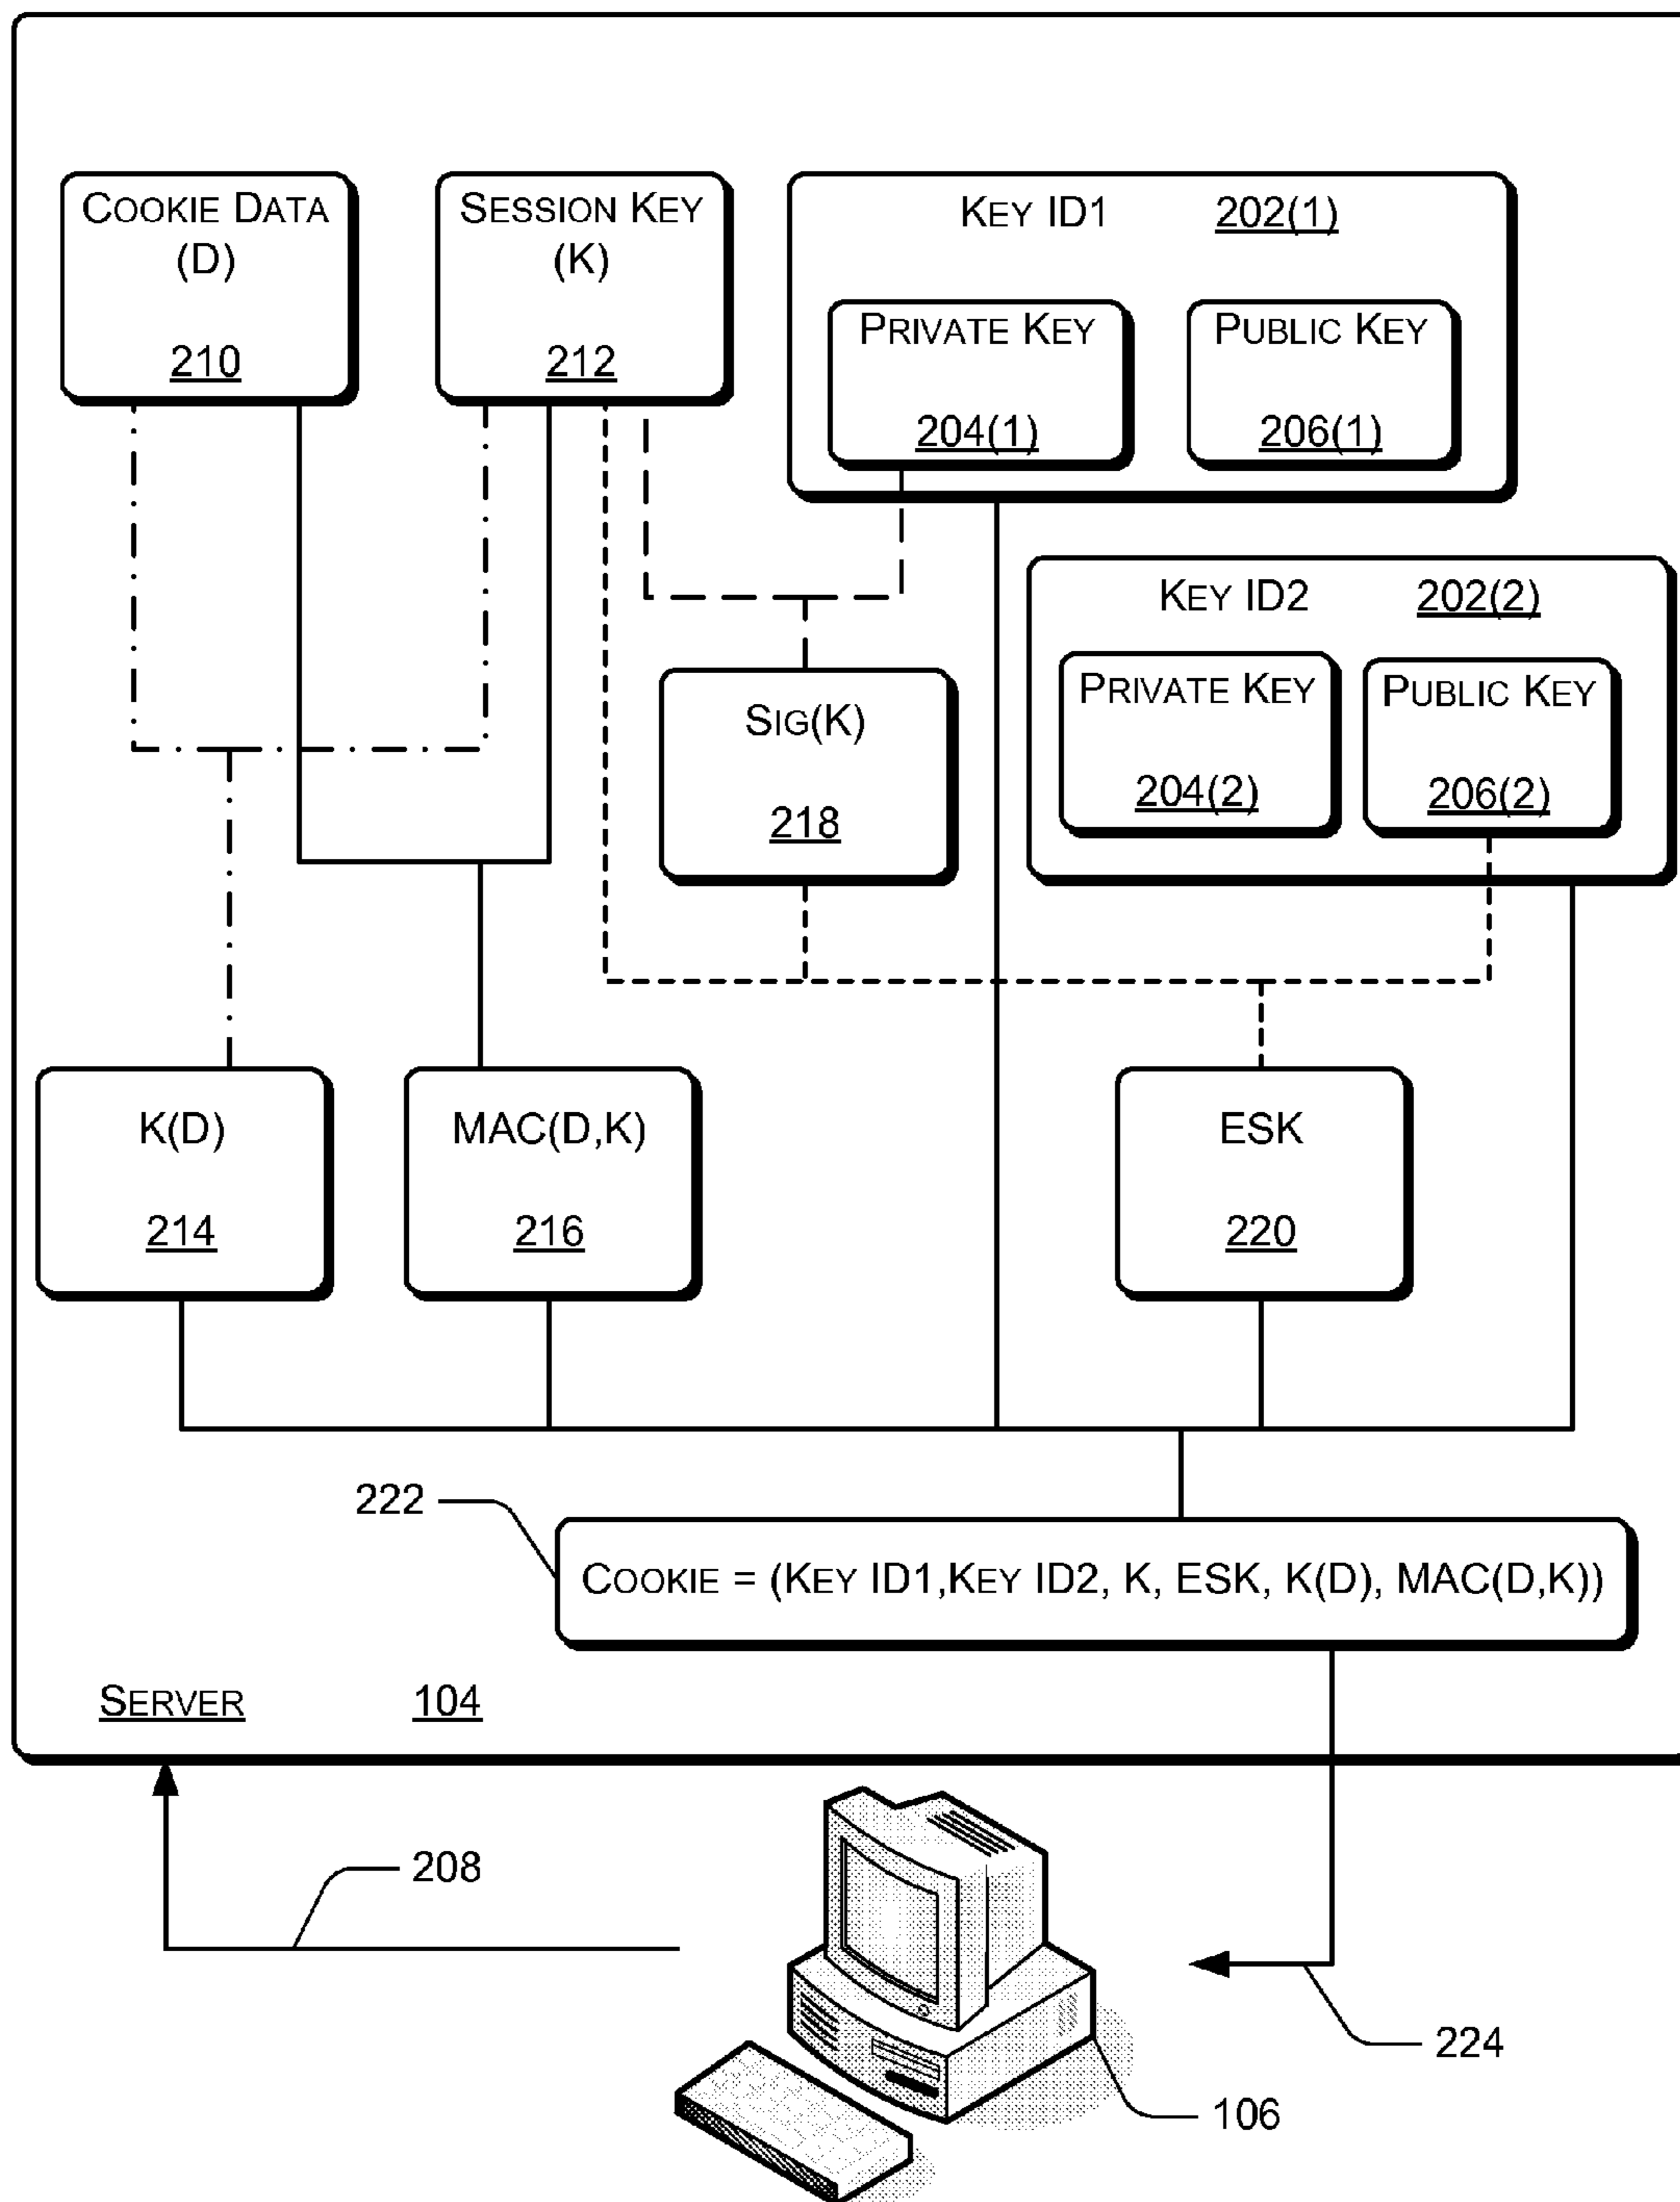 COOKIE DATA
(D)
210
SESSION KEY
(K)
212
KEY ID1 202(1)
PRIVATE KEY
204(1)
PUBLIC KEY
206(1)
KEY ID2 202(2)
PRIVATE KEY
204(2)
PUBLIC KEY
206(2)
SIG(K)
218
K(D)
214
MAC(D,K)
216
ESK
220
222
COOKIE = (KEY ID1,KEY ID2, K, ESK, K(D), MAC(D,K))
SERVER 104
208
224
106